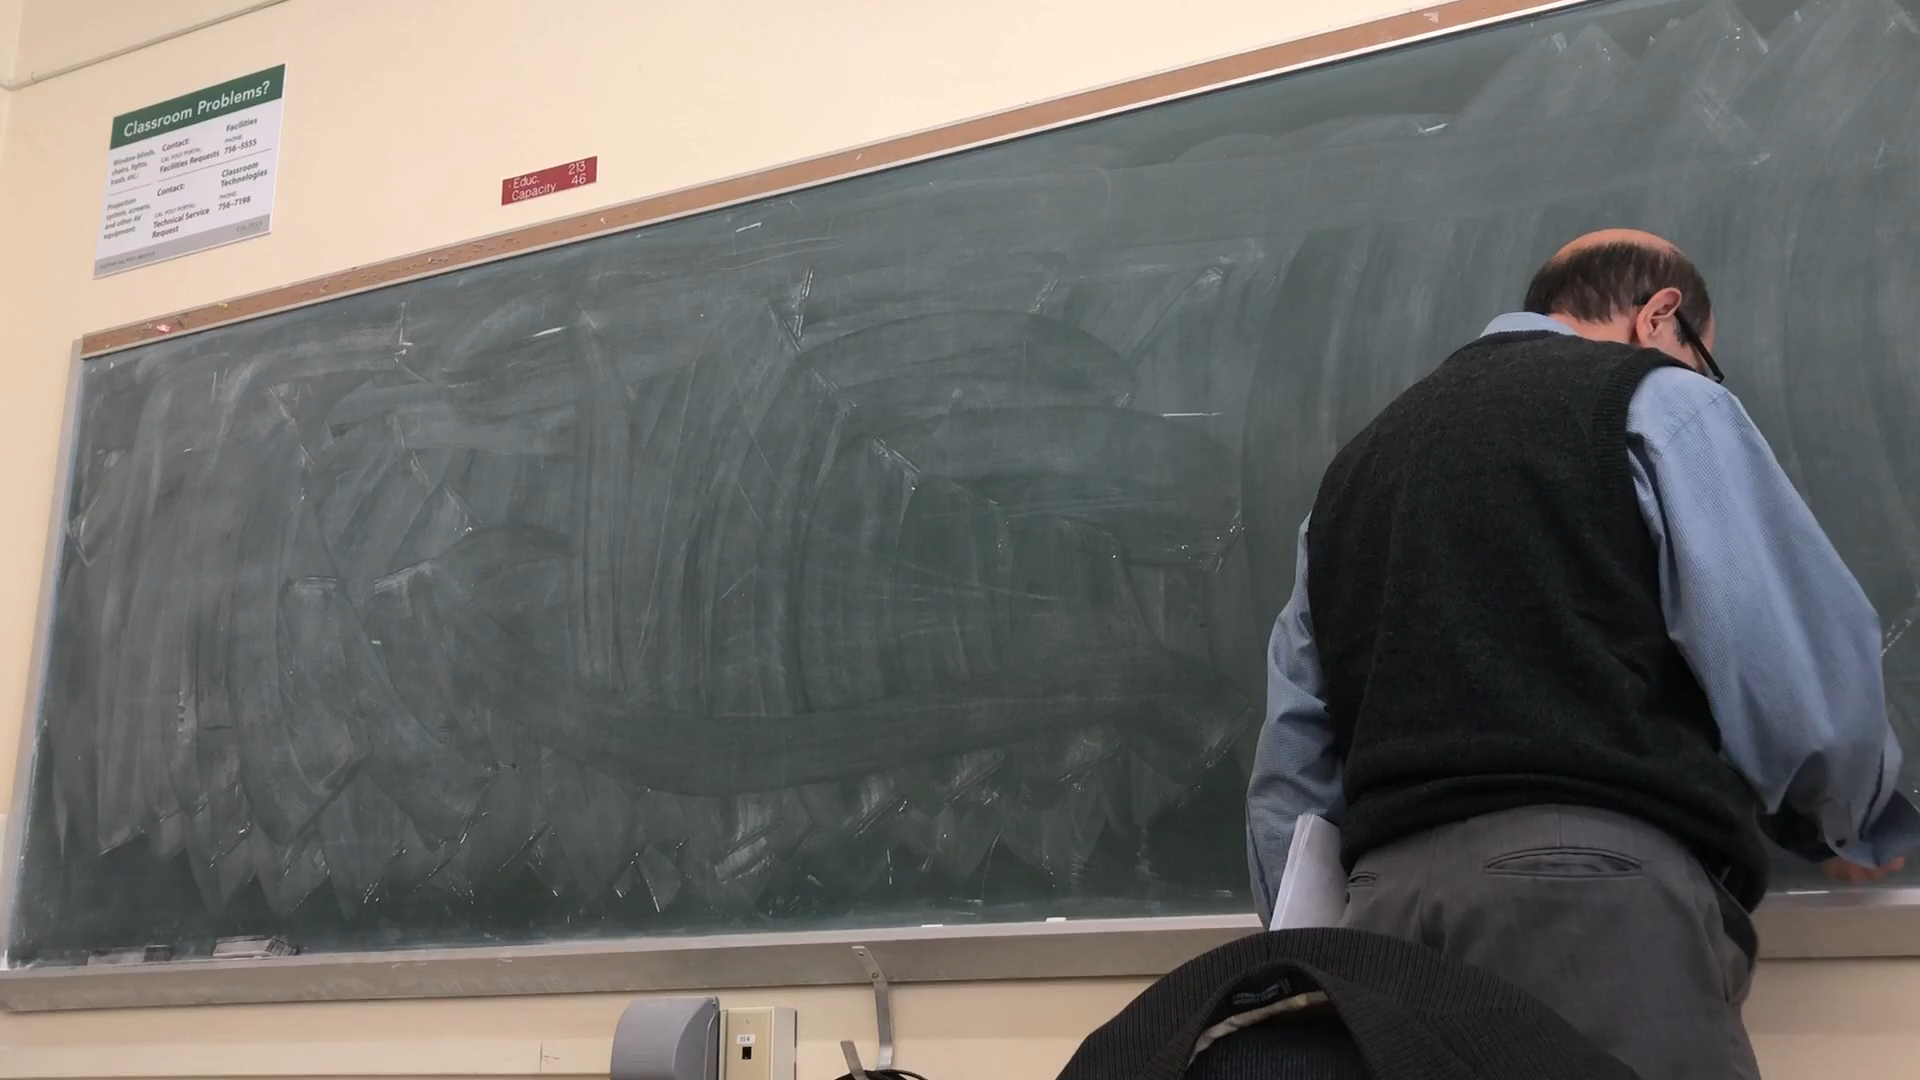 Classroom Problems?
Window blinds,
chairs, lights,
trash, etc.:
Contact:
CAL POLY PORTAL:
Facilities Requests
Facilities
PHONE:
756-5555
Projection
system, screens,
and other AV
equipment:
Contact:
CAL POLY PORTAL:
Technical Service
Request
Classroom
Technologies
PHONE:
756-7198
CAL POLY
Educ. 213
Capacity 46